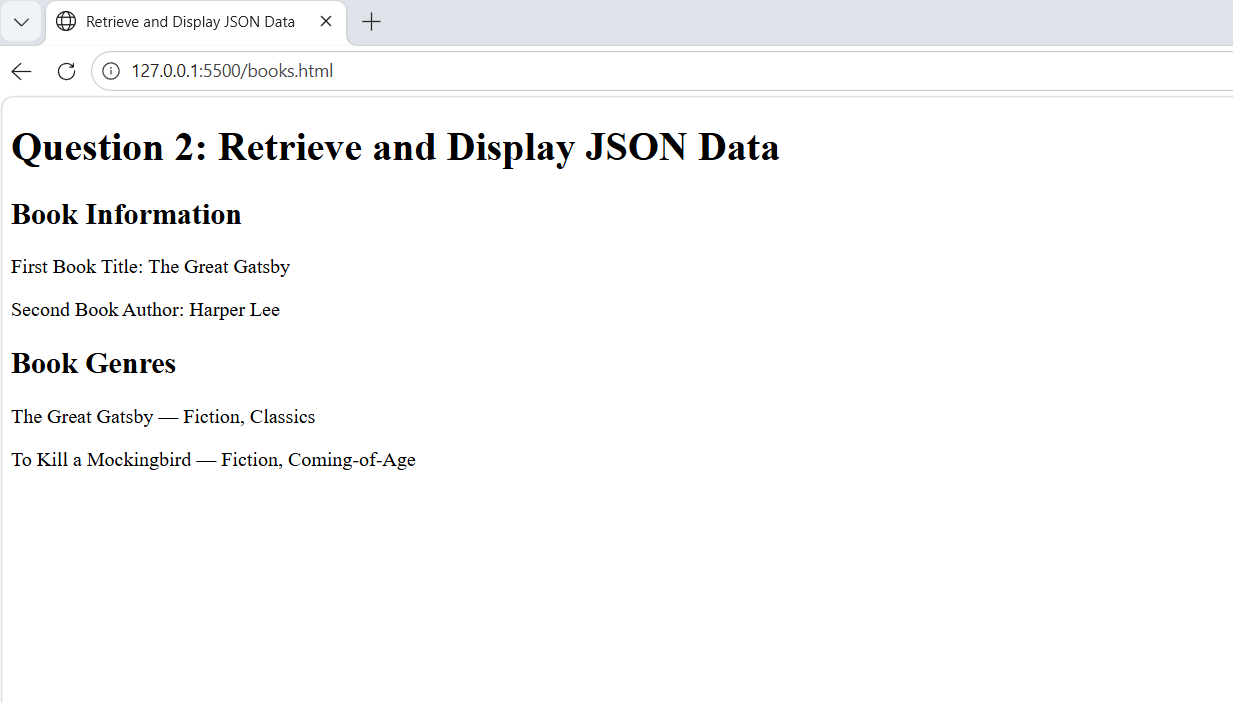 Retrieve and Display JSON Data
127.0.0.1:5500/books.html
Question 2: Retrieve and Display JSON Data
Book Information
First Book Title: The Great Gatsby
Second Book Author: Harper Lee
Book Genres
The Great Gatsby — Fiction, Classics
To Kill a Mockingbird — Fiction, Coming-of-Age